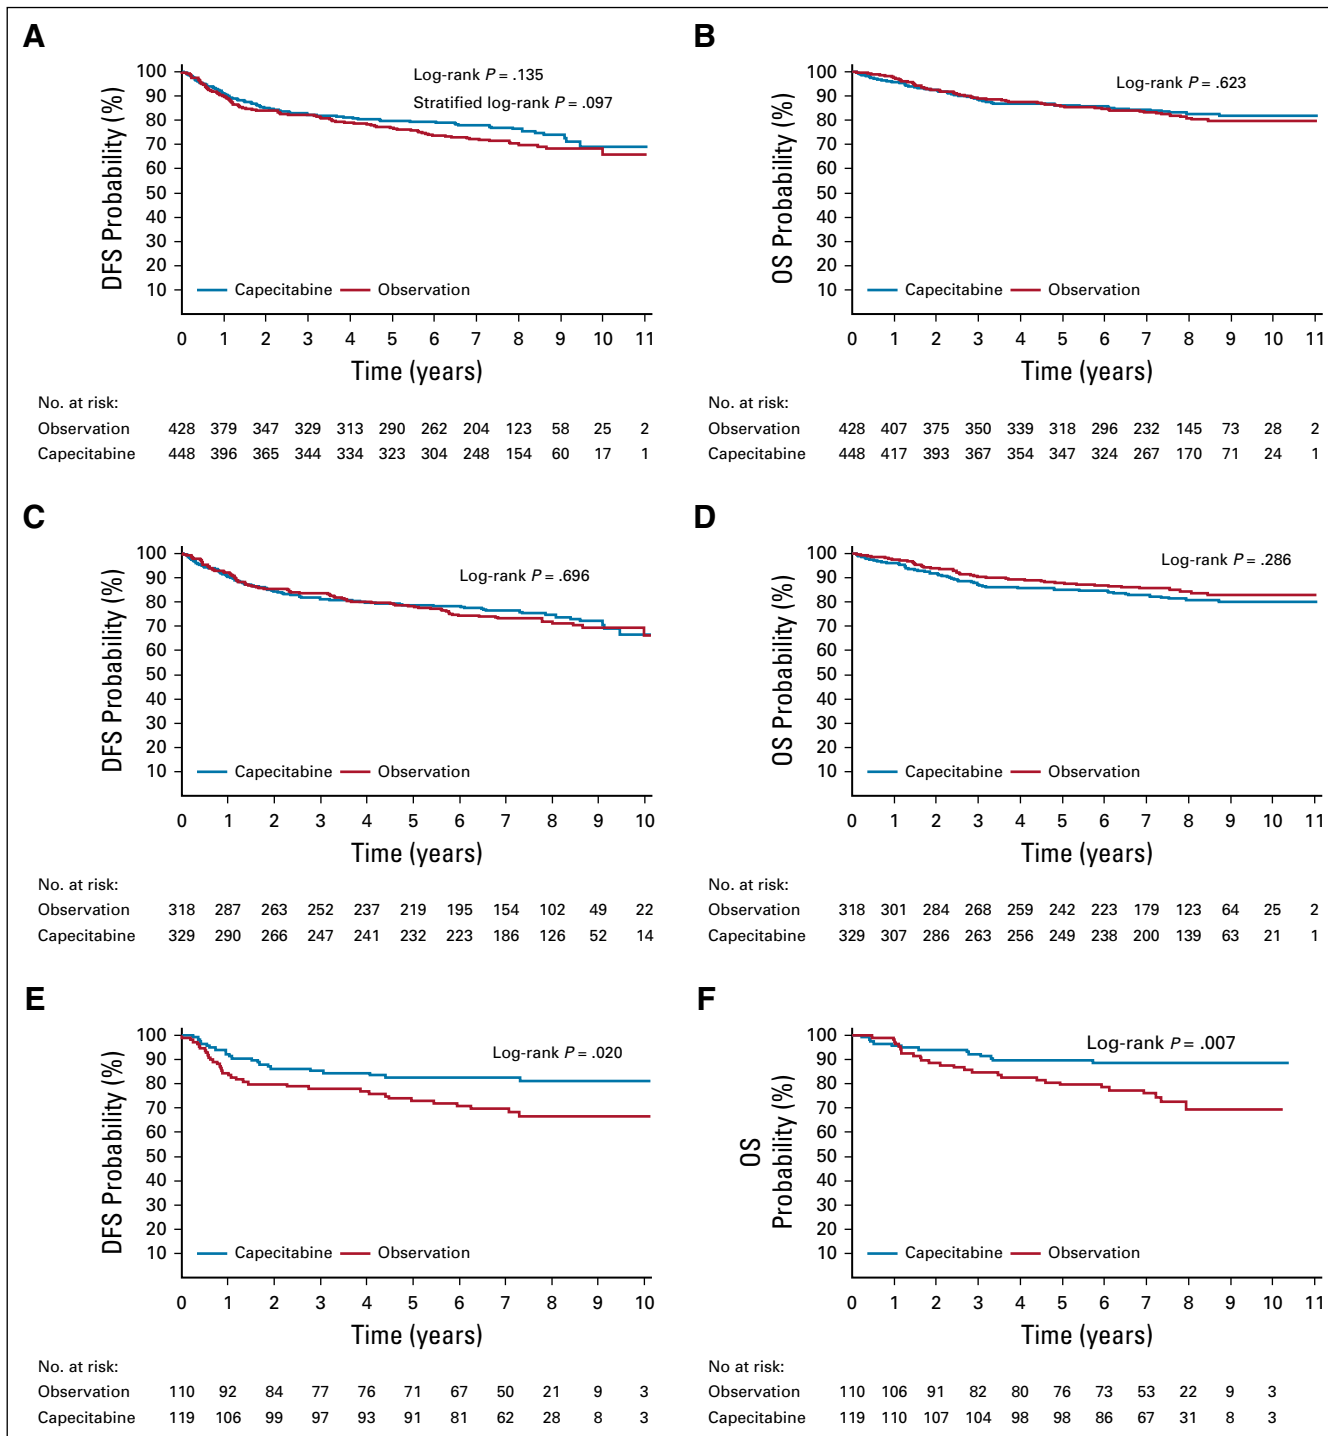 A
Log-rank P = .135
Stratified log-rank P = .097
DFS Probability (%)
100
90
80
70
60
50
40
30
20
10
Capecitabine Observation
0 1 2 3 4 5 6 7 8 9 10 11
Time (years)
No. at risk:
Observation 428 379 347 329 313 290 262 204 123 58 25 2
Capecitabine 448 396 365 344 334 323 304 248 154 60 17 1
B
Log-rank P = .623
OS Probability (%)
100
90
80
70
60
50
40
30
20
10
Capecitabine Observation
0 1 2 3 4 5 6 7 8 9 10 11
Time (years)
No. at risk:
Observation 428 407 375 350 339 318 296 232 145 73 28 2
Capecitabine 448 417 393 367 354 347 324 267 170 71 24 1
C
Log-rank P = .696
DFS Probability (%)
100
90
80
70
60
50
40
30
20
10
Capecitabine Observation
0 1 2 3 4 5 6 7 8 9 10
Time (years)
No. at risk:
Observation 318 287 263 252 237 219 195 154 102 49 22
Capecitabine 329 290 266 247 241 232 223 186 126 52 14
D
Log-rank P = .286
OS Probability (%)
100
90
80
70
60
50
40
30
20
10
Capecitabine Observation
0 1 2 3 4 5 6 7 8 9 10 11
Time (years)
No. at risk:
Observation 318 301 284 268 259 242 223 179 123 64 25 2
Capecitabine 329 307 286 263 256 249 238 200 139 63 21 1
E
Log-rank P = .020
DFS Probability (%)
100
90
80
70
60
50
40
30
20
10
Capecitabine Observation
0 1 2 3 4 5 6 7 8 9 10
Time (years)
No. at risk:
Observation 110 92 84 77 76 71 67 50 21 9 3
Capecitabine 119 106 99 97 93 91 81 62 28 8 3
F
Log-rank P = .007
OS
Probability (%)
100
90
80
70
60
50
40
30
20
10
Capecitabine Observation
0 1 2 3 4 5 6 7 8 9 10 11
Time (years)
No at risk:
Observation 110 106 91 82 80 76 73 53 22 9 3
Capecitabine 119 110 107 104 98 98 86 67 31 8 3